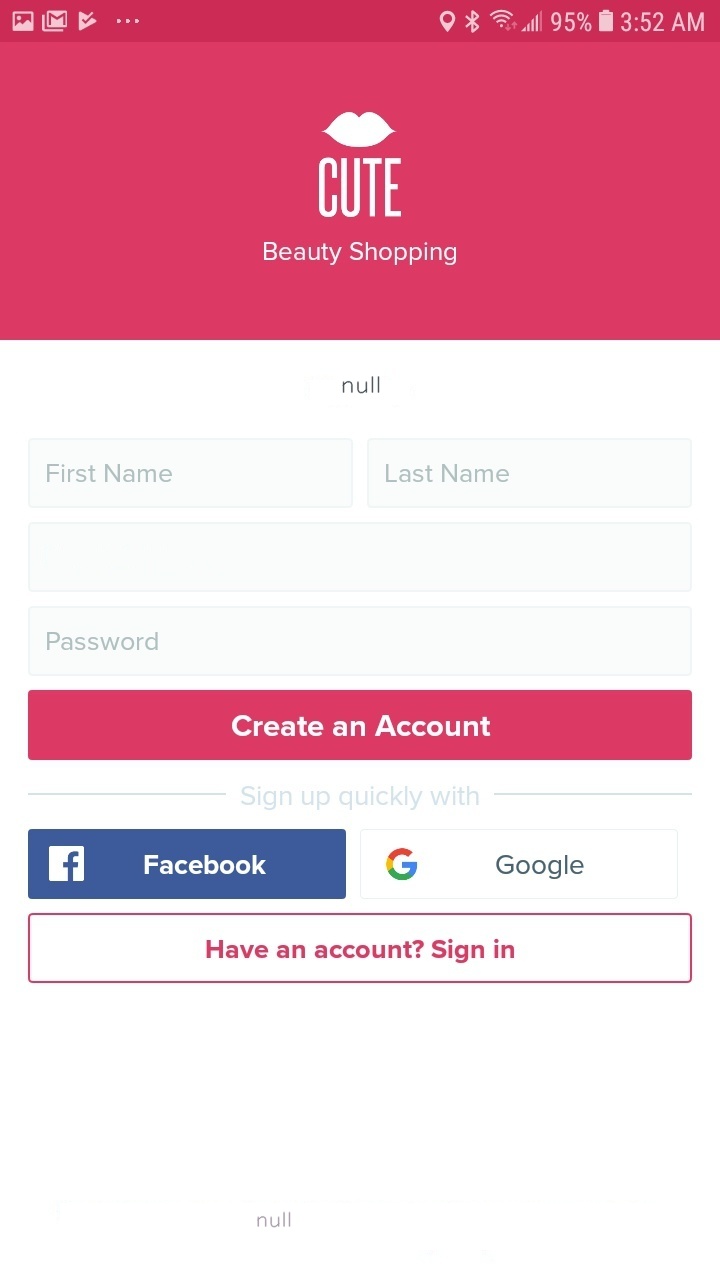 95% 3:52 AM
CUTE
Beauty Shopping
null
First Name Last Name
Password
Create an Account
Sign up quickly with
Facebook Google
Have an account? Sign in
null